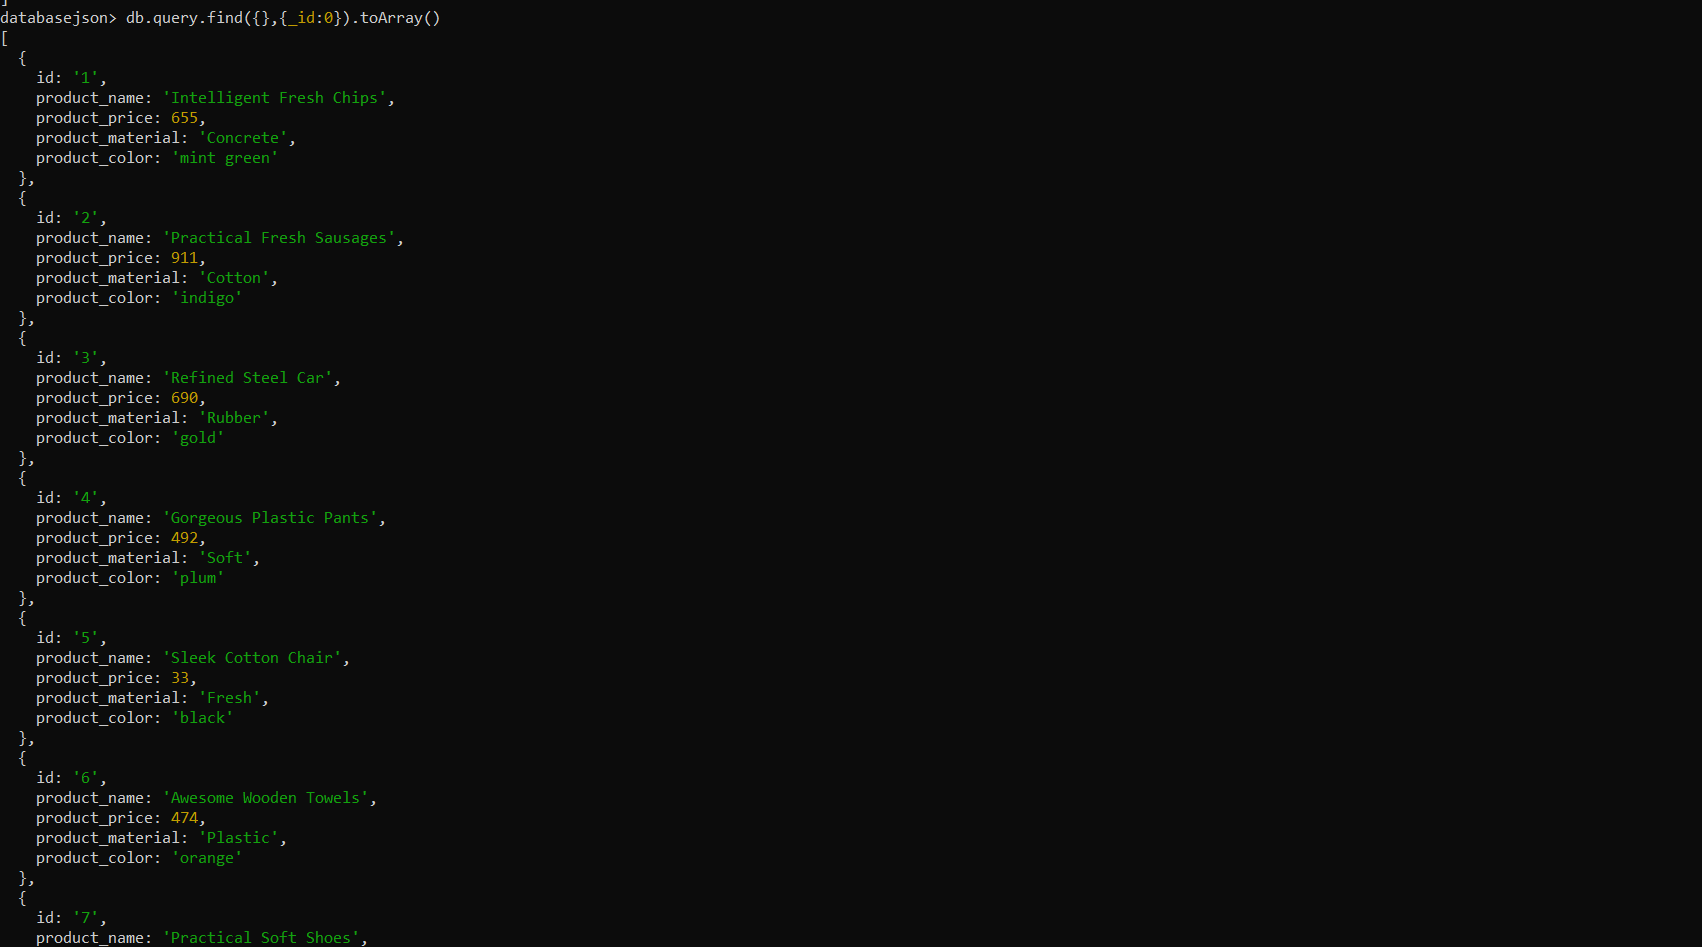 ]
databasejson> db.query.find({},{_id:0}).toArray()
[
  {
    id: '1',
    product_name: 'Intelligent Fresh Chips',
    product_price: 655,
    product_material: 'Concrete',
    product_color: 'mint green'
  },
  {
    id: '2',
    product_name: 'Practical Fresh Sausages',
    product_price: 911,
    product_material: 'Cotton',
    product_color: 'indigo'
  },
  {
    id: '3',
    product_name: 'Refined Steel Car',
    product_price: 690,
    product_material: 'Rubber',
    product_color: 'gold'
  },
  {
    id: '4',
    product_name: 'Gorgeous Plastic Pants',
    product_price: 492,
    product_material: 'Soft',
    product_color: 'plum'
  },
  {
    id: '5',
    product_name: 'Sleek Cotton Chair',
    product_price: 33,
    product_material: 'Fresh',
    product_color: 'black'
  },
  {
    id: '6',
    product_name: 'Awesome Wooden Towels',
    product_price: 474,
    product_material: 'Plastic',
    product_color: 'orange'
  },
  {
    id: '7',
    product_name: 'Practical Soft Shoes',